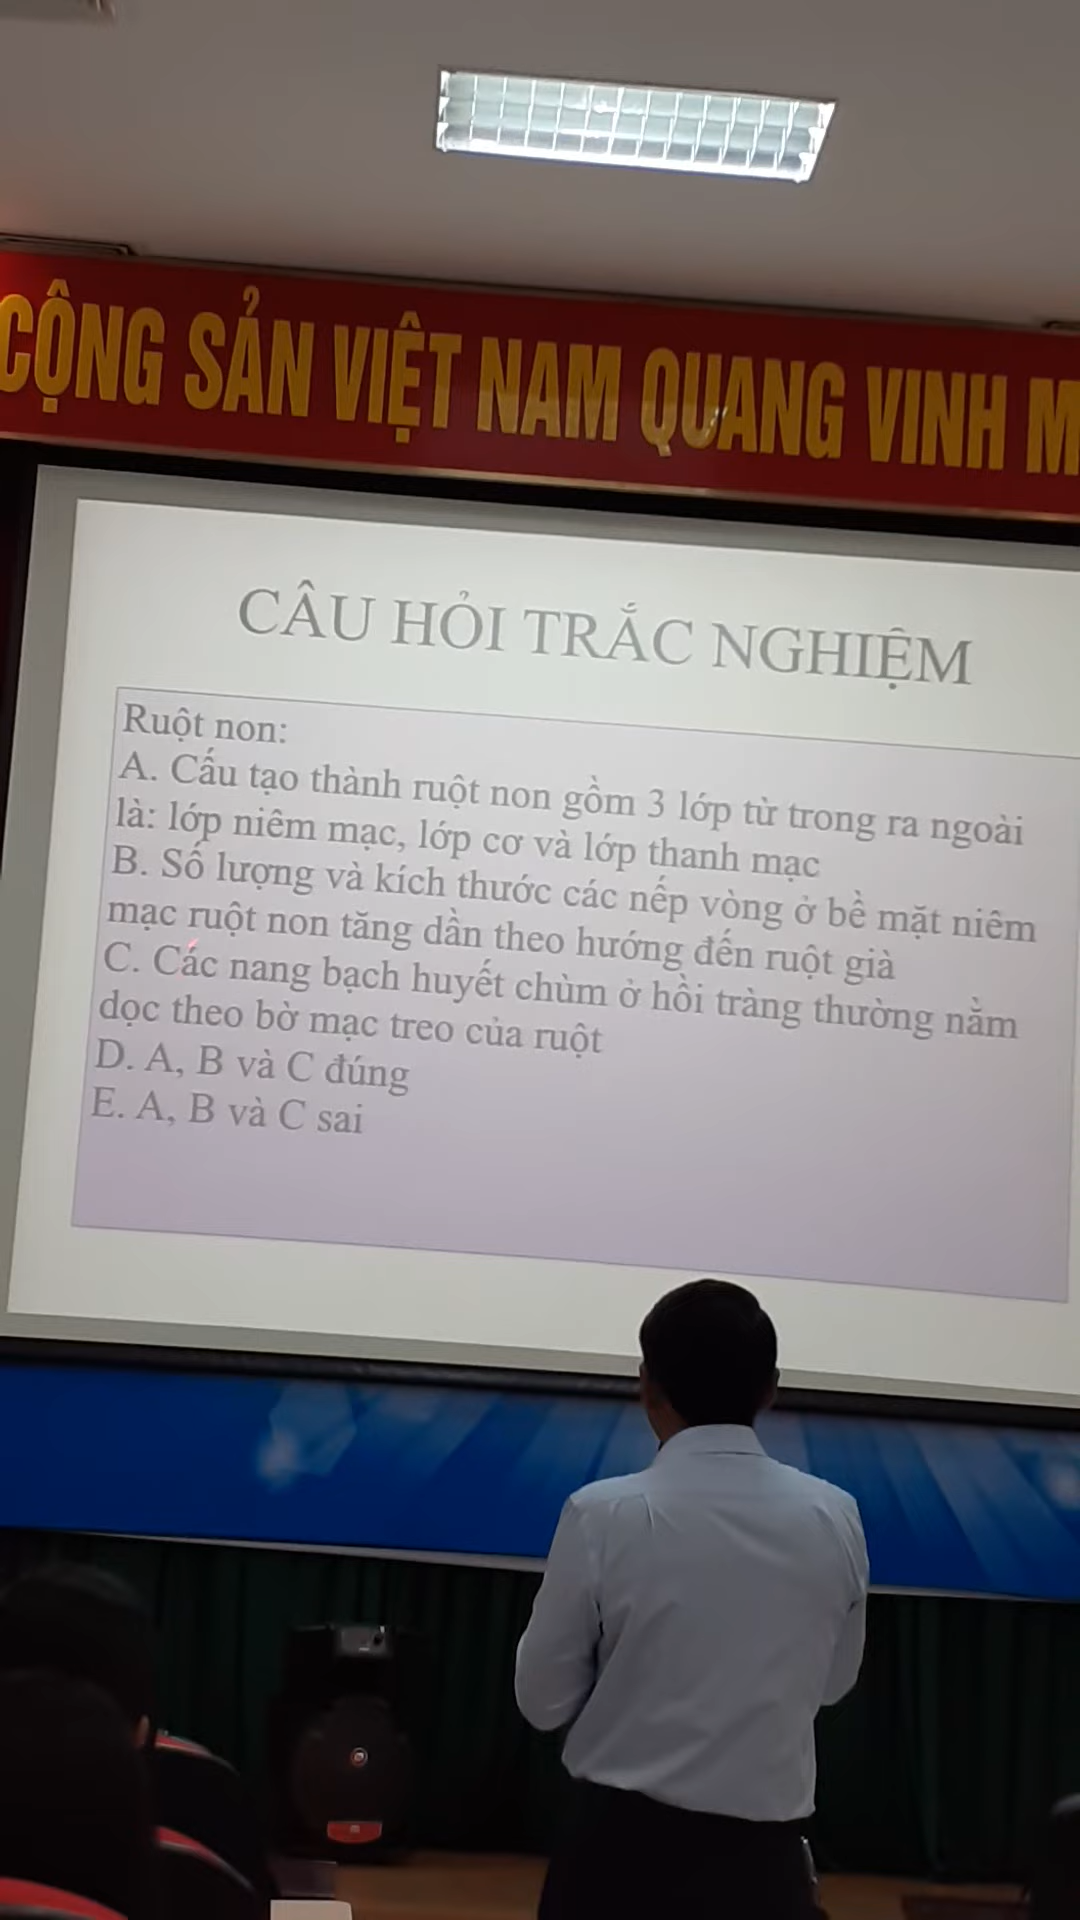 CỘNG SẢN VIỆT NAM QUANG VINH M
CÂU HỎI TRẮC NGHIỆM
Ruột non:
A. Cấu tạo thành ruột non gồm 3 lớp từ trong ra ngoài
là: lớp niêm mạc, lớp cơ và lớp thanh mạc
B. Số lượng và kích thước các nếp vòng ở bề mặt niêm
mạc ruột non tăng dần theo hướng đến ruột già
C. Các nang bạch huyết chùm ở hồi tràng thường nằm
dọc theo bờ mạc treo của ruột
D. A, B và C đúng
E. A, B và C sai